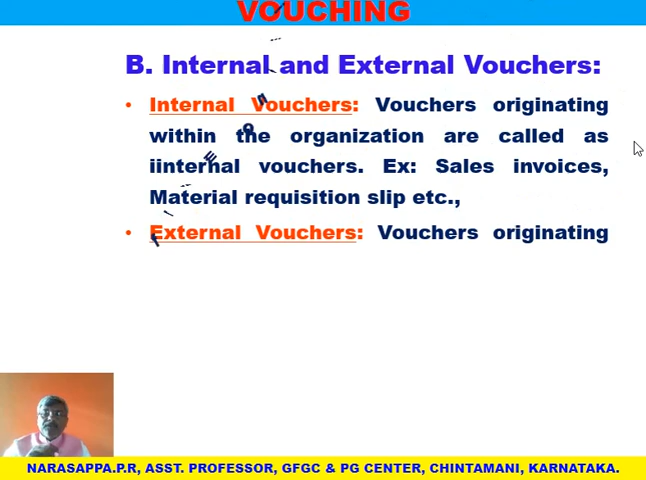 VOUCHING
B. Internal and External Vouchers:
• Internal Vouchers: Vouchers originating
within the organization are called as
iinternal vouchers. Ex: Sales invoices,
Material requisition slip etc.,
• External Vouchers: Vouchers originating
NARASAPPA.P.R, ASST. PROFESSOR, GFGC & PG CENTER, CHINTAMANI, KARNATAKA.